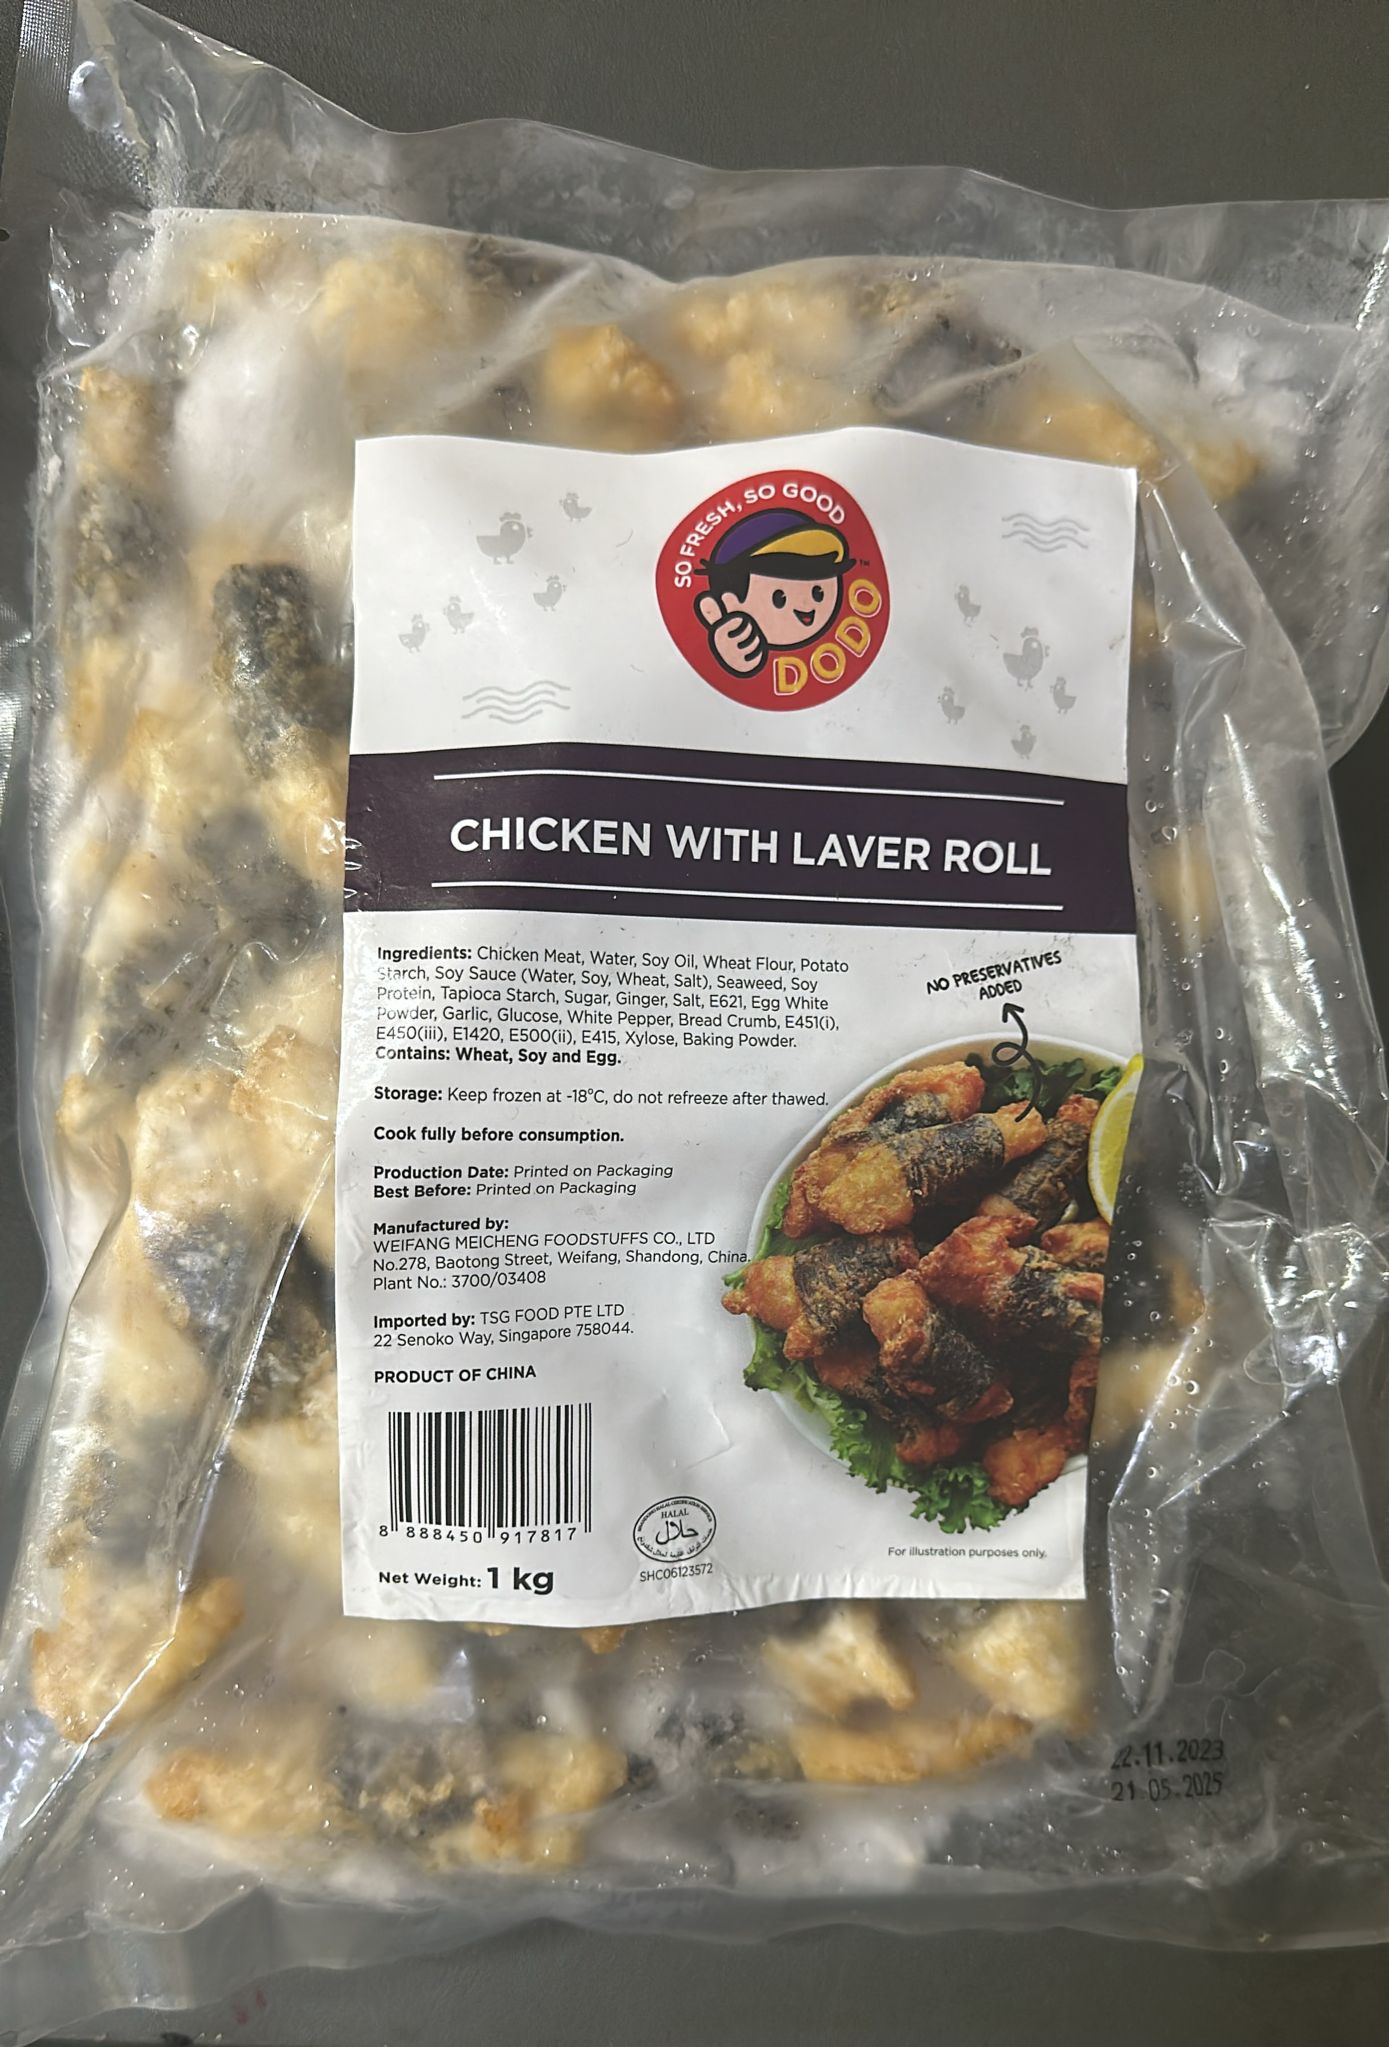 SO FRESH, SO GOOD
DODO
TM
CHICKEN WITH LAVER ROLL
Ingredients: Chicken Meat, Water, Soy Oil, Wheat Flour, Potato
Starch, Soy Sauce (Water, Soy, Wheat, Salt), Seaweed, Soy
Protein, Tapioca Starch, Sugar, Ginger, Salt, E621, Egg White
Powder, Garlic, Glucose, White Pepper, Bread Crumb, E451(i),
E450(iii), E1420, E500(ii), E415, Xylose, Baking Powder.
Contains: Wheat, Soy and Egg.
NO PRESERVATIVES
ADDED
Storage: Keep frozen at -18°C, do not refreeze after thawed.
Cook fully before consumption.
Production Date: Printed on Packaging
Best Before: Printed on Packaging
Manufactured by:
WEIFANG MEICHENG FOODSTUFFS CO., LTD
No.278, Baotong Street, Weifang, Shandong, China.
Plant No.: 3700/03408
Imported by: TSG FOOD PTE LTD
22 Senoko Way, Singapore 758044.
PRODUCT OF CHINA
8 888450 917817
Net Weight: 1 kg
HALAL
حلال
SHC06123572
For illustration purposes only.
22.11.2023
21.05.2025